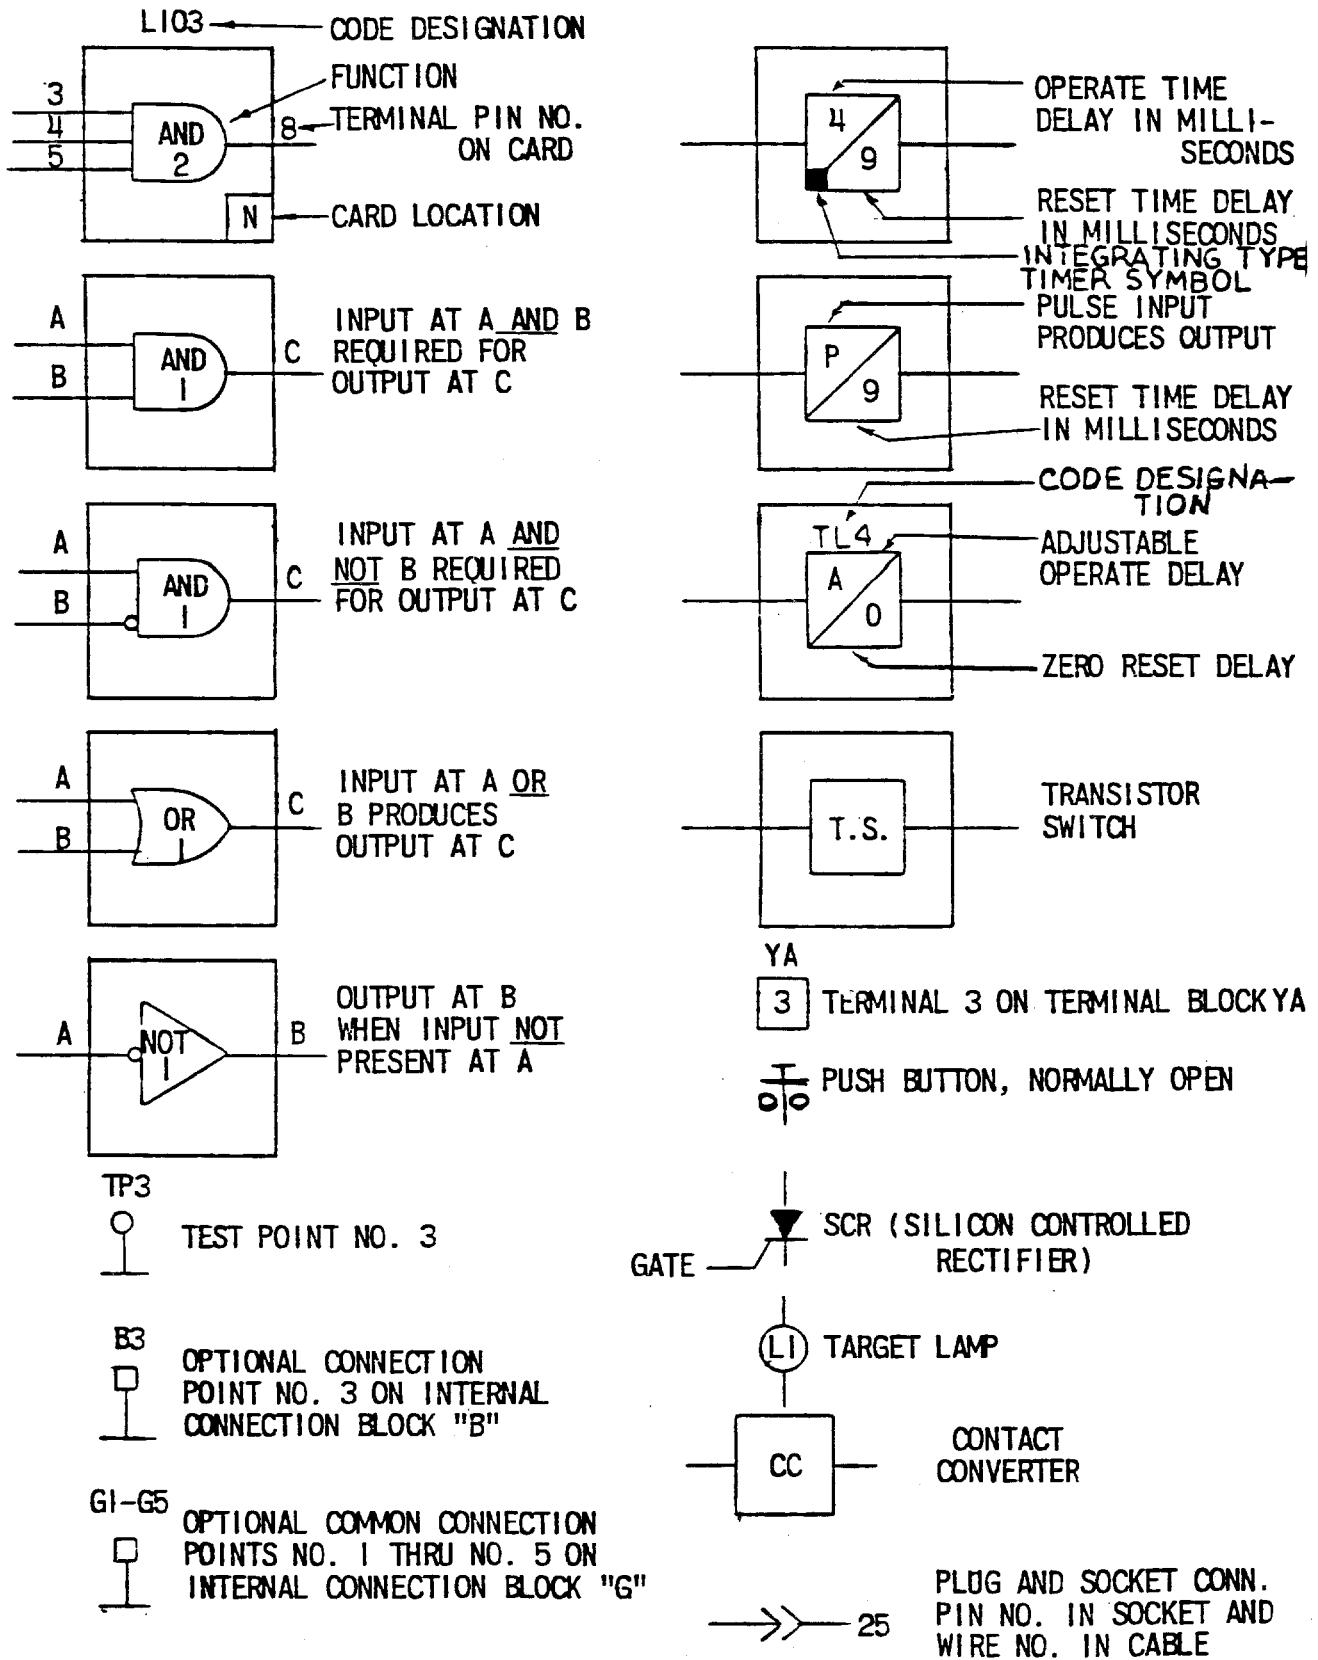 L103
CODE DESIGNATION
FUNCTION
3
4
5
AND
2
8
TERMINAL PIN NO.
ON CARD
N
CARD LOCATION
A
B
AND
1
C
INPUT AT A AND B
REQUIRED FOR
OUTPUT AT C
A
B
AND
1
C
INPUT AT A AND
NOT B REQUIRED
FOR OUTPUT AT C
A
B
OR
1
C
INPUT AT A OR
B PRODUCES
OUTPUT AT C
A
NOT
1
B
OUTPUT AT B
WHEN INPUT NOT
PRESENT AT A
TP3
TEST POINT NO. 3
B3
OPTIONAL CONNECTION
POINT NO. 3 ON INTERNAL
CONNECTION BLOCK "B"
G1-G5
OPTIONAL COMMON CONNECTION
POINTS NO. 1 THRU NO. 5 ON
INTERNAL CONNECTION BLOCK "G"
4
9
OPERATE TIME
DELAY IN MILLI-
SECONDS
RESET TIME DELAY
IN MILLISECONDS
INTEGRATING TYPE
TIMER SYMBOL
P
9
PULSE INPUT
PRODUCES OUTPUT
RESET TIME DELAY
IN MILLISECONDS
CODE DESIGNA-
TION
TL4
A
0
ADJUSTABLE
OPERATE DELAY
ZERO RESET DELAY
T.S.
TRANSISTOR
SWITCH
YA
3
TERMINAL 3 ON TERMINAL BLOCK YA
PUSH BUTTON, NORMALLY OPEN
GATE
SCR (SILICON CONTROLLED
RECTIFIER)
L1
TARGET LAMP
CC
CONTACT
CONVERTER
25
PLUG AND SOCKET CONN.
PIN NO. IN SOCKET AND
WIRE NO. IN CABLE